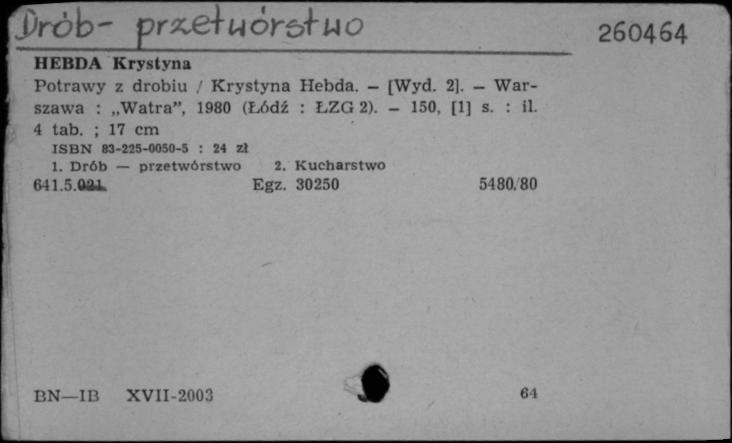 Drób - przetwórstwo
260464
HEBDA Krystyna
Potrawy z drobiu / Krystyna Hebda. — [Wyd. 2]. — War-
szawa : „Watra”, 1980 (Łódź : ŁZG 2). — 150, [1] s. : il.
4 tab. ; 17 cm
ISBN 83-225-0050-5 : 24 zł
1. Drób — przetwórstwo 2. Kucharstwo
641.5.021 Egz. 30250 5480/80
BN—IB XVII-2003 64